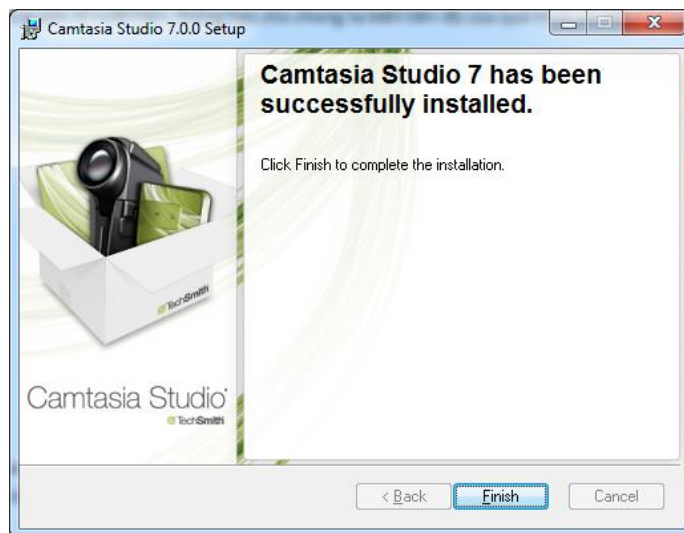 Camtasia Studio 7.0.0 Setup
Camtasia Studio 7 has been
successfully installed.
Click Finish to complete the installation.
TechSmith
Camtasia Studio
TechSmith
< Back
Finish
Cancel